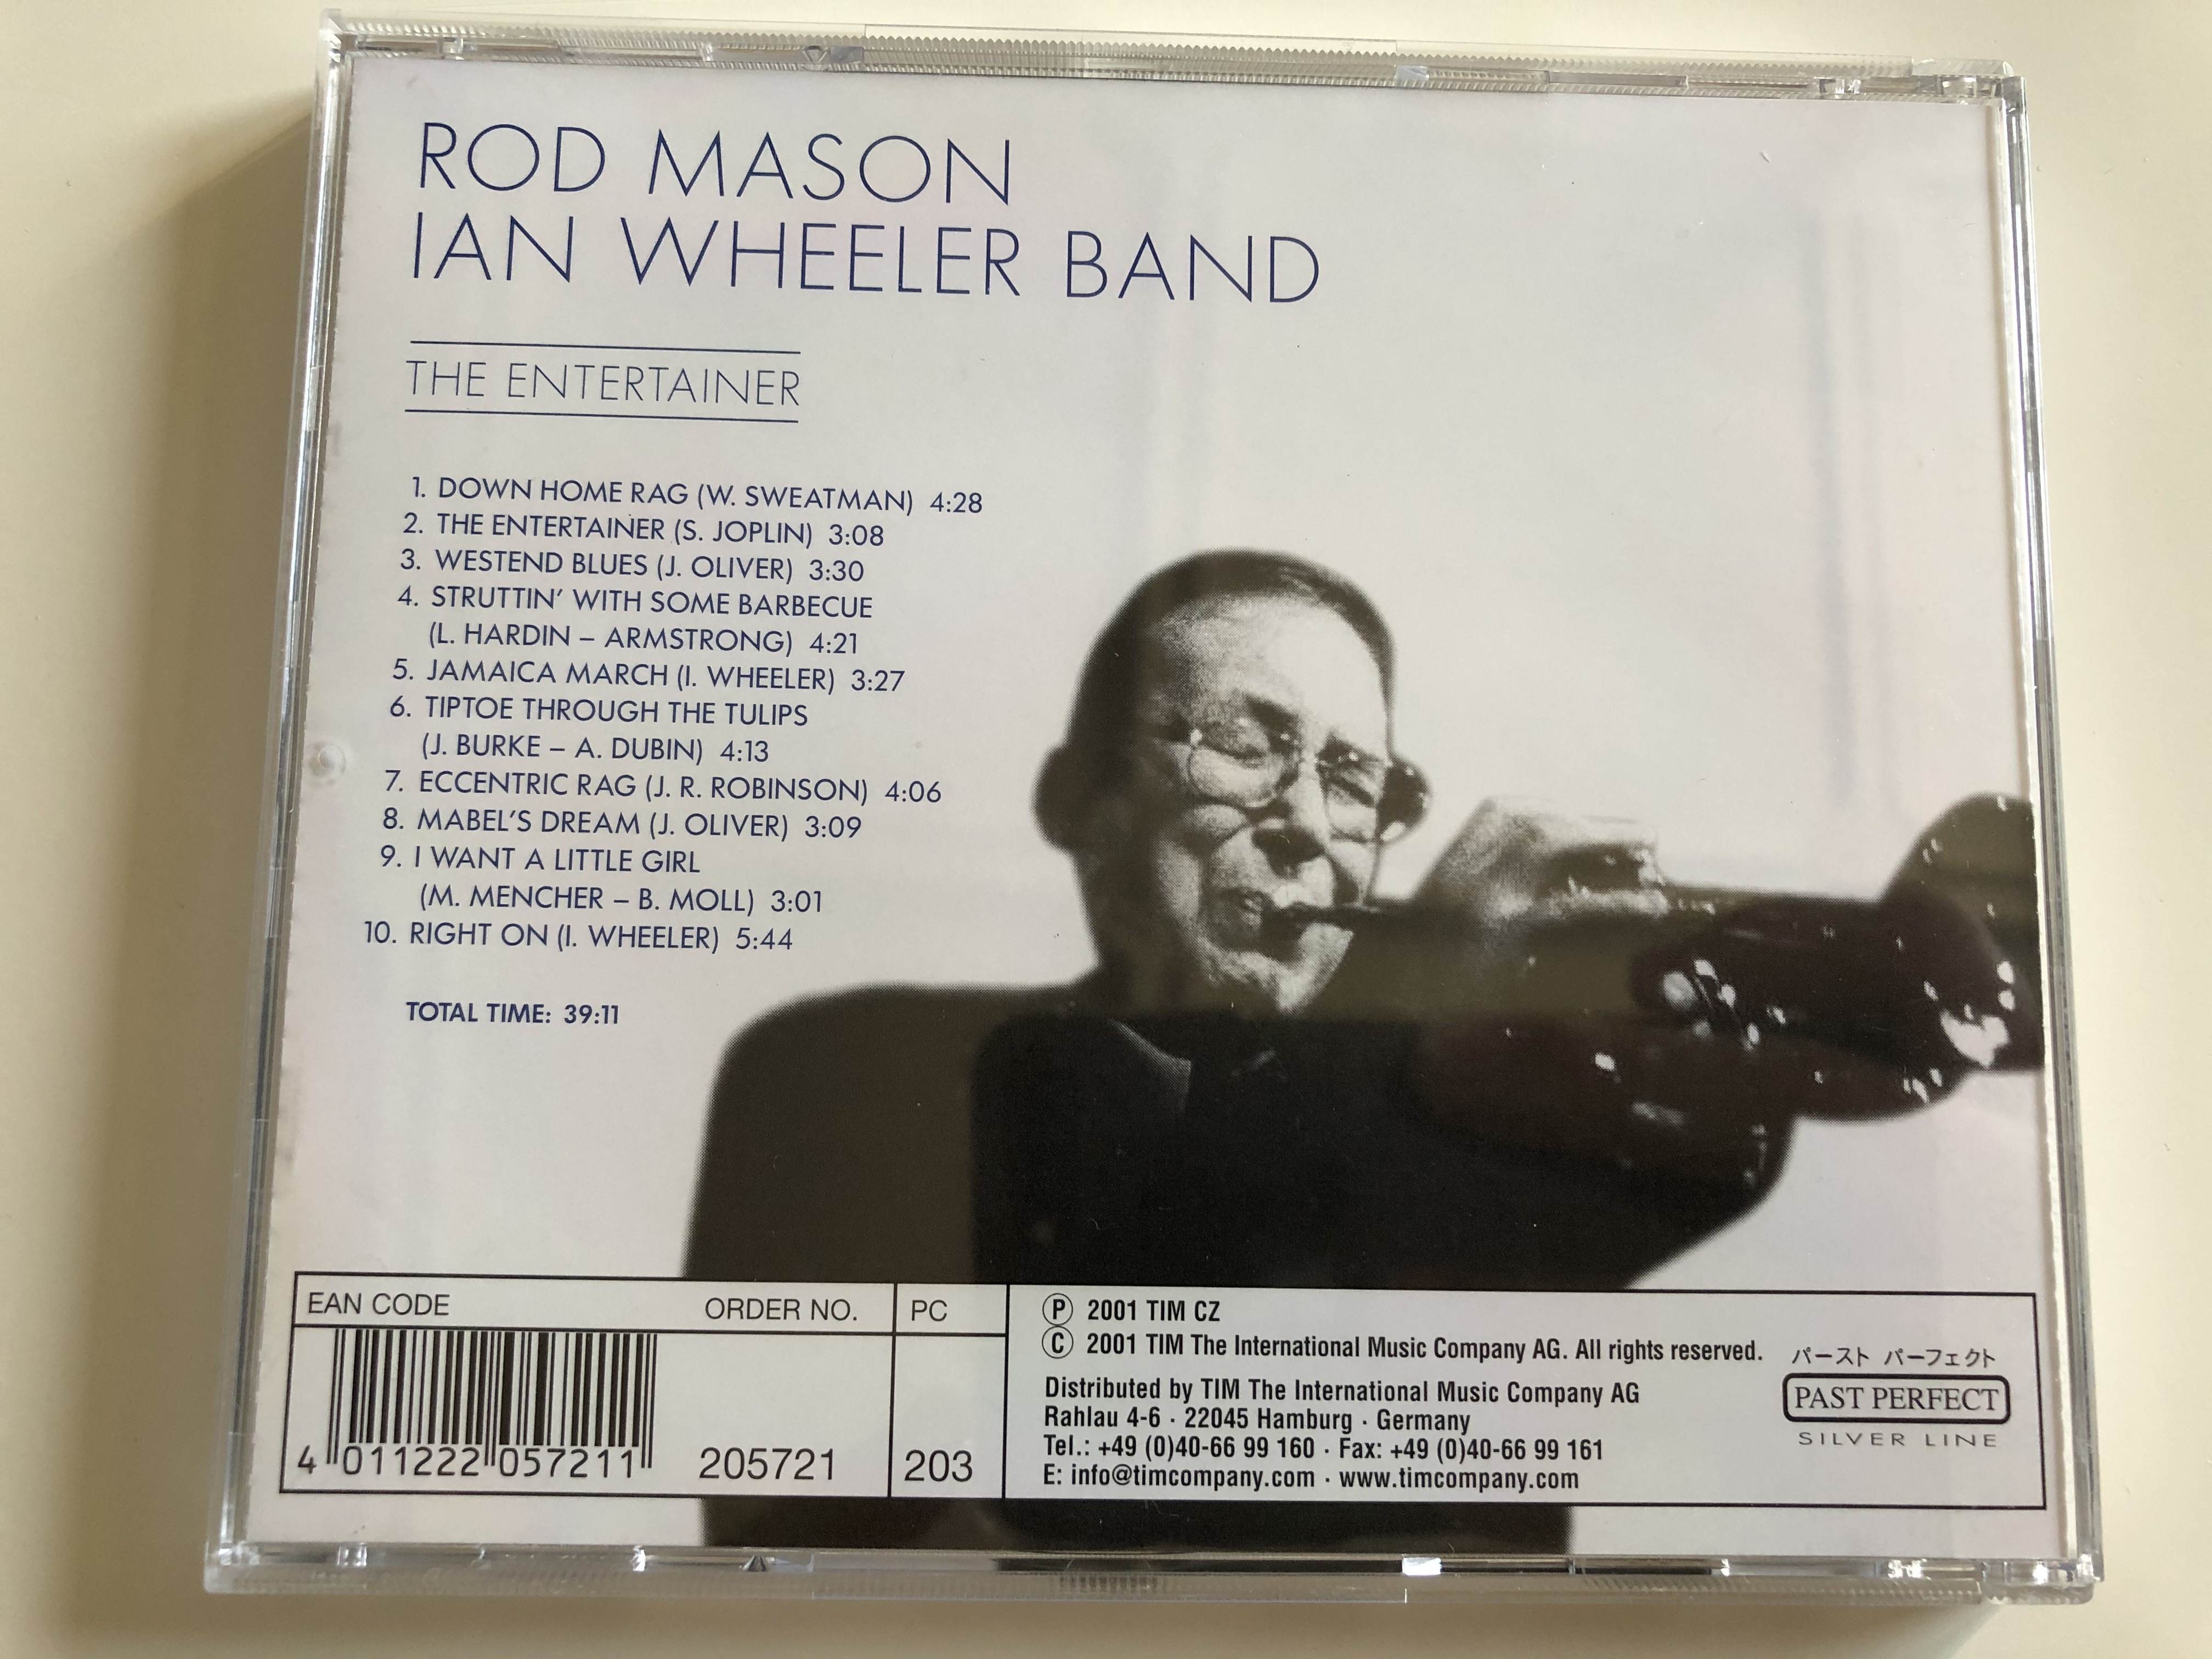 ROD MASON
IAN WHEELER BAND
THE ENTERTAINER
1. DOWN HOME RAG (W. SWEATMAN) 4:28
2. THE ENTERTAINER (S. JOPLIN) 3:08
3. WESTEND BLUES (J. OLIVER) 3:30
4. STRUTTIN' WITH SOME BARBECUE
(L. HARDIN – ARMSTRONG) 4:21
5. JAMAICA MARCH (I. WHEELER) 3:27
6. TIPTOE THROUGH THE TULIPS
(J. BURKE – A. DUBIN) 4:13
7. ECCENTRIC RAG (J. R. ROBINSON) 4:06
8. MABEL'S DREAM (J. OLIVER) 3:09
9. I WANT A LITTLE GIRL
(M. MENCHER – B. MOLL) 3:01
10. RIGHT ON (I. WHEELER) 5:44
TOTAL TIME: 39:11
EAN CODE ORDER NO. PC
4 011222 057211 205721 203
Ⓟ 2001 TIM CZ
Ⓒ 2001 TIM The International Music Company AG. All rights reserved.
Distributed by TIM The International Music Company AG
Rahlau 4-6 · 22045 Hamburg · Germany
Tel.: +49 (0)40-66 99 160 · Fax: +49 (0)40-66 99 161
E: info@timcompany.com · www.timcompany.com
パースト パーフェクト
PAST PERFECT
SILVER LINE